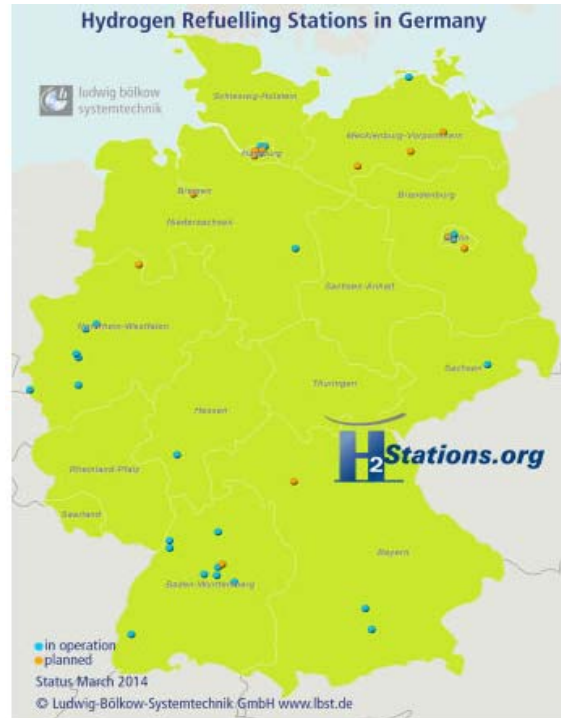 Hydrogen Refuelling Stations in Germany
ludwig bölkow
systemtechnik
Schleswig-Holstein
Mecklenburg-Vorpommern
Hamburg
Bremen
Brandenburg
Niedersachsen
Berlin
Sachsen-Anhalt
Nordrhein-Westfalen
Sachsen
Thüringen
Hessen
H2Stations.org
Rheinland-Pfalz
Saarland
Bayern
Baden-Württemberg
in operation
planned
Status March 2014
© Ludwig-Bölkow-Systemtechnik GmbH www.lbst.de